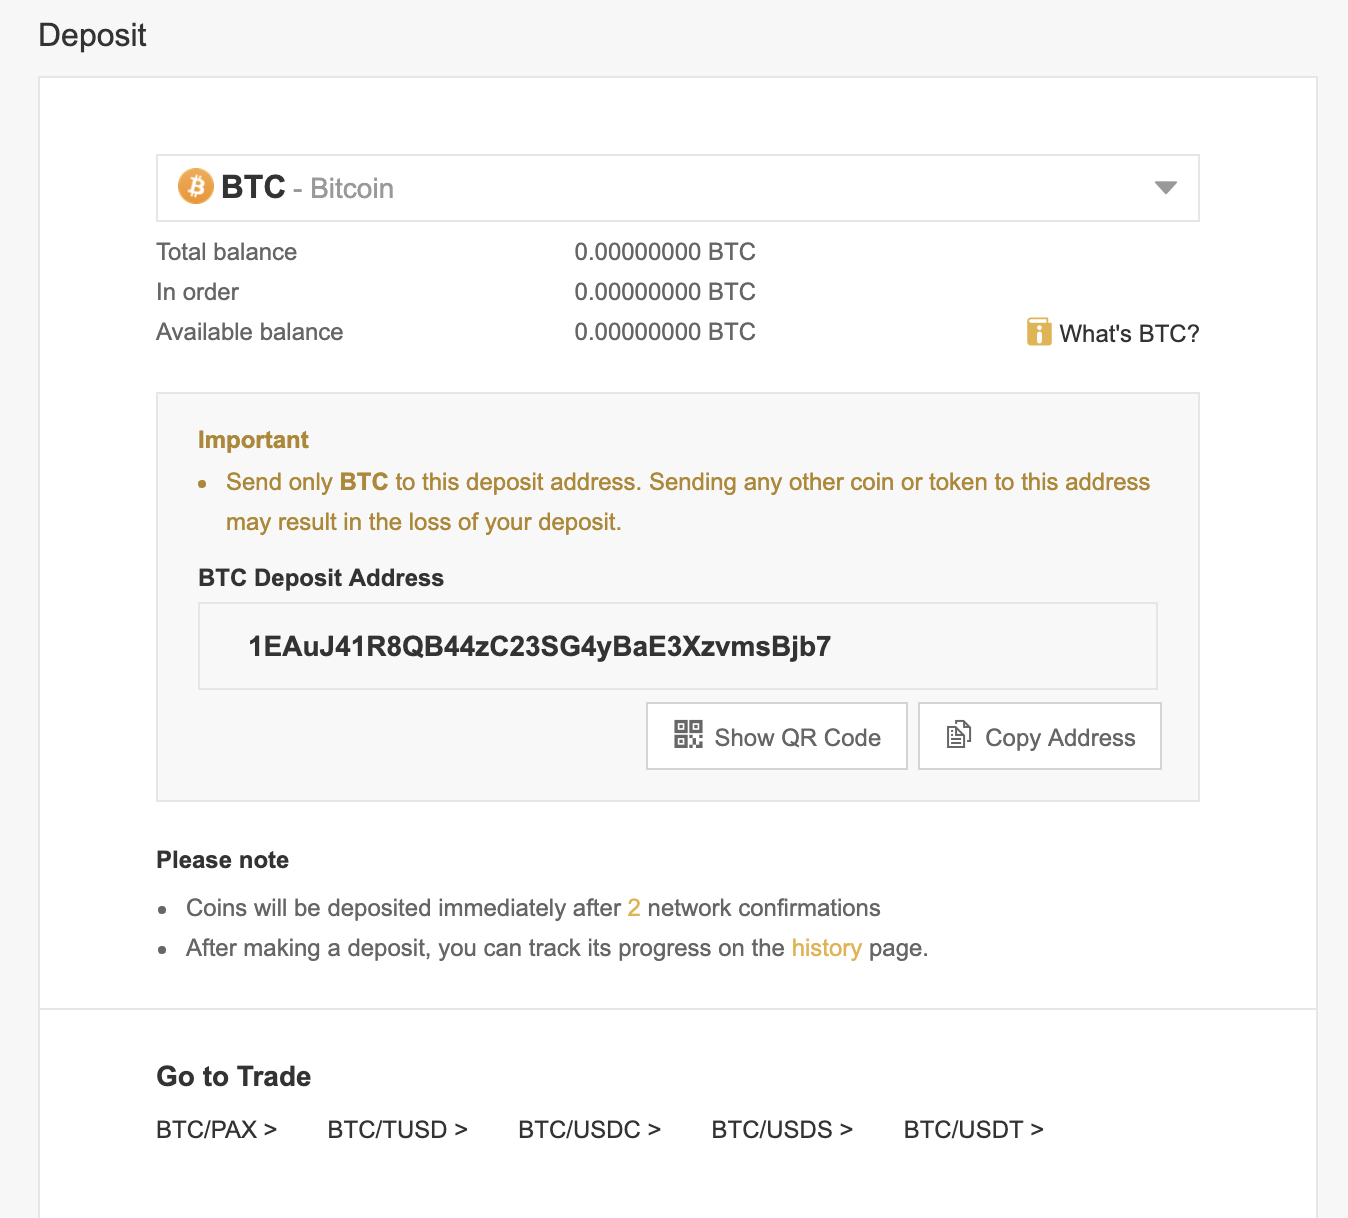 Deposit
BTC - Bitcoin
Total balance 0.00000000 BTC
In order 0.00000000 BTC
Available balance 0.00000000 BTC What's BTC?
Important
• Send only BTC to this deposit address. Sending any other coin or token to this address
may result in the loss of your deposit.
BTC Deposit Address
1EAuJ41R8QB44zC23SG4yBaE3XzvmsBjb7
Show QR Code Copy Address
Please note
• Coins will be deposited immediately after 2 network confirmations
• After making a deposit, you can track its progress on the history page.
Go to Trade
BTC/PAX > BTC/TUSD > BTC/USDC > BTC/USDS > BTC/USDT >